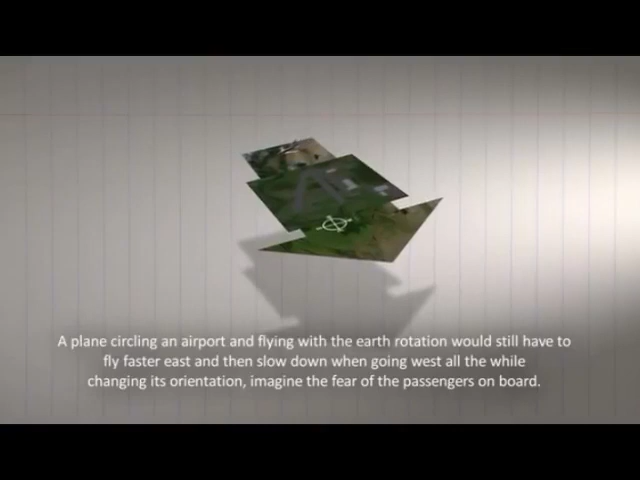 A plane circling an airport and flying with the earth rotation would still have to
fly faster east and then slow down when going west all the while
changing its orientation, imagine the fear of the passengers on board.